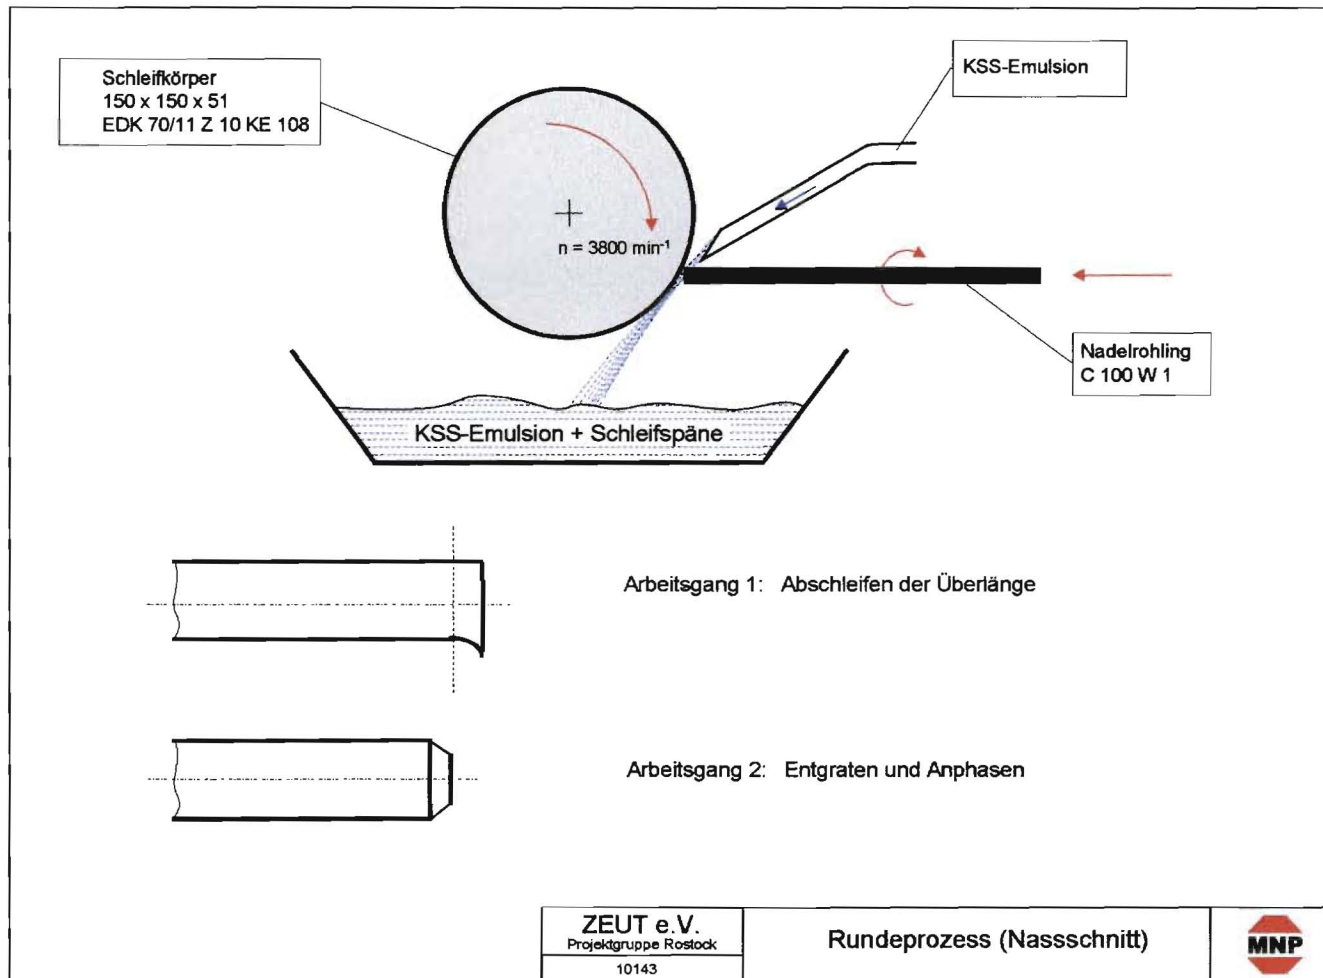 Schleifkörper
150 x 150 x 51
EDK 70/11 Z 10 KE 108
KSS-Emulsion
n = 3800 min⁻¹
Nadelrohling
C 100 W 1
KSS-Emulsion + Schleifspäne
Arbeitsgang 1: Abschleifen der Überlänge
Arbeitsgang 2: Entgraten und Anphasen
ZEUT e.V.
Projektgruppe Rostock
10143
Rundeprozess (Nassschnitt)
MNP